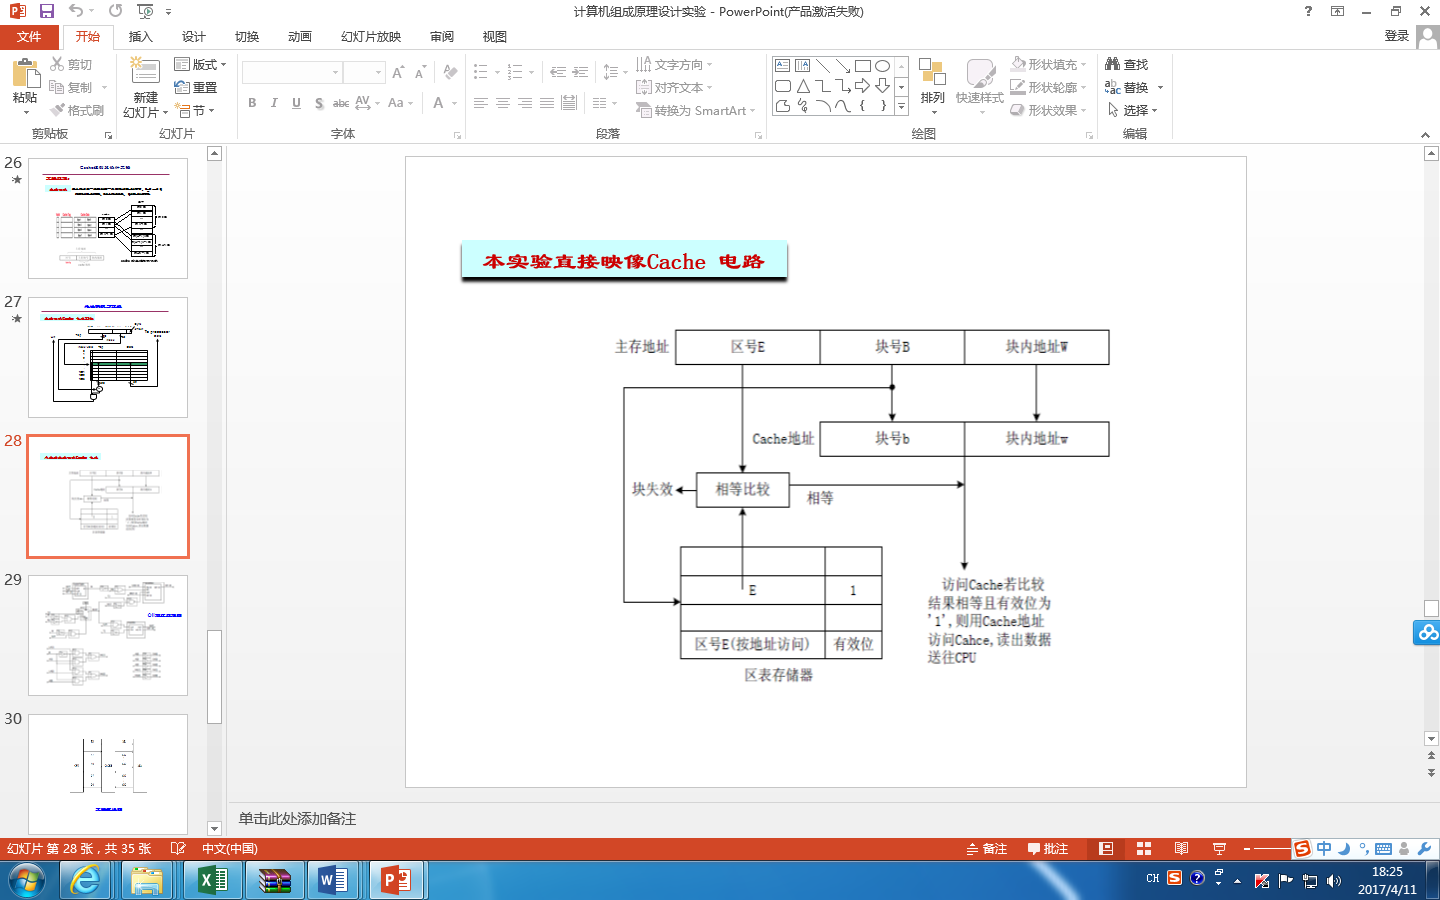 计算机组成原理设计实验 - PowerPoint(产品激活失败)
文件 开始 插入 设计 切换 动画 幻灯片放映 审阅 视图 登录
粘贴 剪切 复制 格式刷
新建 幻灯片 版式 重置 节
B I U S abc AV Aa A
文字方向 对齐文本 转换为 SmartArt
排列 快速样式 形状填充 形状轮廓 形状效果
查找 替换 选择
剪贴板 幻灯片 字体 段落 绘图 编辑
26
27
28
29
30
本实验直接映像Cache 电路
主存地址 区号E 块号B 块内地址W
Cache地址 块号b 块内地址w
块失效 相等比较 相等
E 1
区号E(按地址访问) 有效位
区表存储器
访问Cache若比较
结果相等且有效位为
'1',则用Cache地址
访问Cahce,读出数据
送往CPU
单击此处添加备注
幻灯片 第 28 张，共 35 张 中文(中国) 备注 批注
中
CH
18:25
2017/4/11